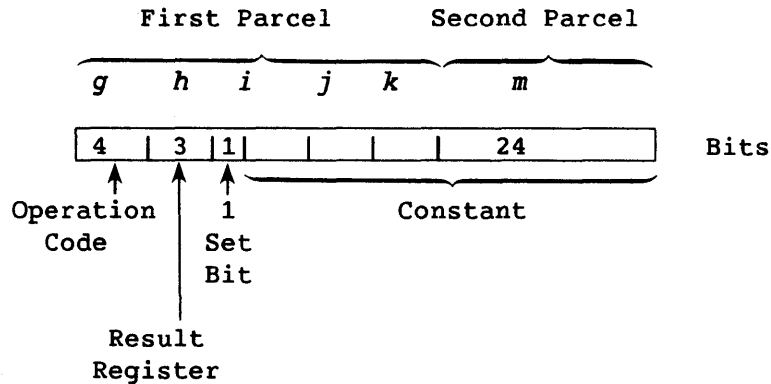 First Parcel Second Parcel
g h i j k m
4 3 1 24 Bits
Operation 1 Constant
Code Set
Bit
Result
Register